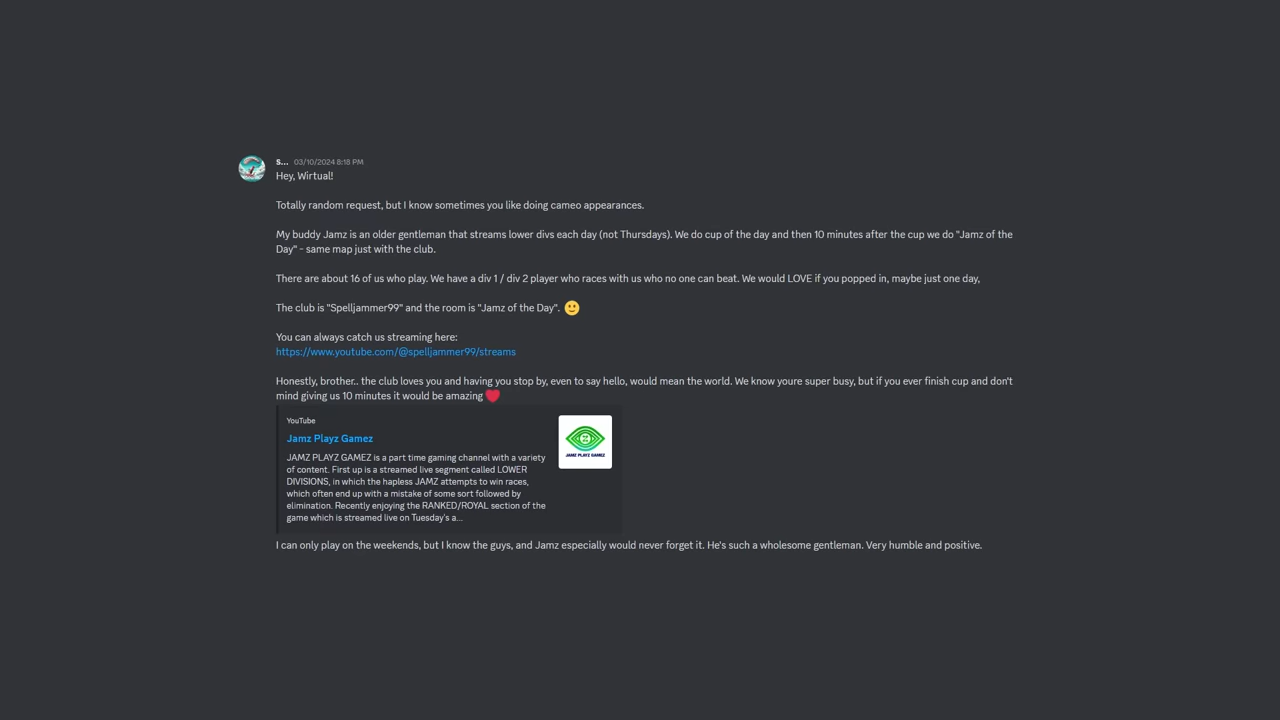 s... 03/10/2024 8:18 PM
Hey, Wirtual!
Totally random request, but I know sometimes you like doing cameo appearances.
My buddy Jamz is an older gentleman that streams lower divs each day (not Thursdays). We do cup of the day and then 10 minutes after the cup we do "Jamz of the
Day" - same map just with the club.
There are about 16 of us who play. We have a div 1 / div 2 player who races with us who no one can beat. We would LOVE if you popped in, maybe just one day,
The club is "Spelljammer99" and the room is "Jamz of the Day". 🙂
You can always catch us streaming here:
https://www.youtube.com/@spelljammer99/streams
Honestly, brother.. the club loves you and having you stop by, even to say hello, would mean the world. We know youre super busy, but if you ever finish cup and don't
mind giving us 10 minutes it would be amazing ❤️
YouTube
Jamz Playz Gamez
JAMZ PLAYZ GAMEZ is a part time gaming channel with a variety
of content. First up is a streamed live segment called LOWER
DIVISIONS, in which the hapless JAMZ attempts to win races,
which often end up with a mistake of some sort followed by
elimination. Recently enjoying the RANKED/ROYAL section of the
game which is streamed live on Tuesday's a...
JAMZ PLAYZ GAMEZ
I can only play on the weekends, but I know the guys, and Jamz especially would never forget it. He's such a wholesome gentleman. Very humble and positive.